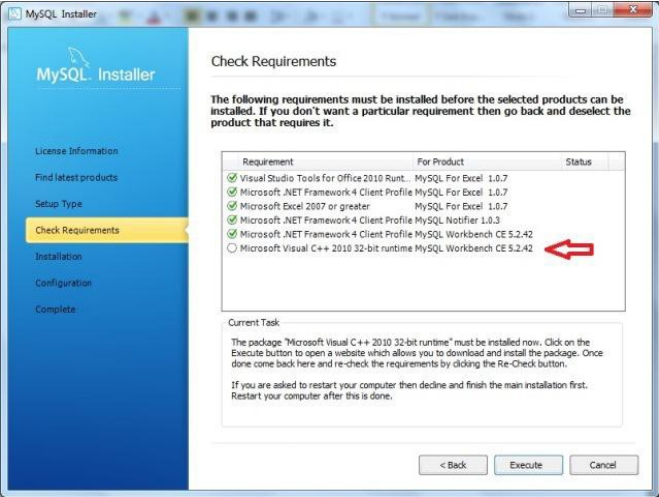 MySQL Installer
MySQL. Installer
License Information
Find latest products
Setup Type
Check Requirements
Installation
Configuration
Complete
Check Requirements
The following requirements must be installed before the selected products can be
installed. If you don't want a particular requirement then go back and deselect the
product that requires it.
Requirement For Product Status
Visual Studio Tools for Office 2010 Runt... MySQL For Excel 1.0.7
Microsoft .NET Framework 4 Client Profile MySQL For Excel 1.0.7
Microsoft Excel 2007 or greater MySQL For Excel 1.0.7
Microsoft .NET Framework 4 Client Profile MySQL Notifier 1.0.3
Microsoft .NET Framework 4 Client Profile MySQL Workbench CE 5.2.42
Microsoft Visual C++ 2010 32-bit runtime MySQL Workbench CE 5.2.42
Current Task
The package "Microsoft Visual C++ 2010 32-bit runtime" must be installed now. Click on the
Execute button to open a website which allows you to download and install the package. Once
done come back here and re-check the requirements by clicking the Re-Check button.
If you are asked to restart your computer then decline and finish the main installation first.
Restart your computer after this is done.
< Back Execute Cancel